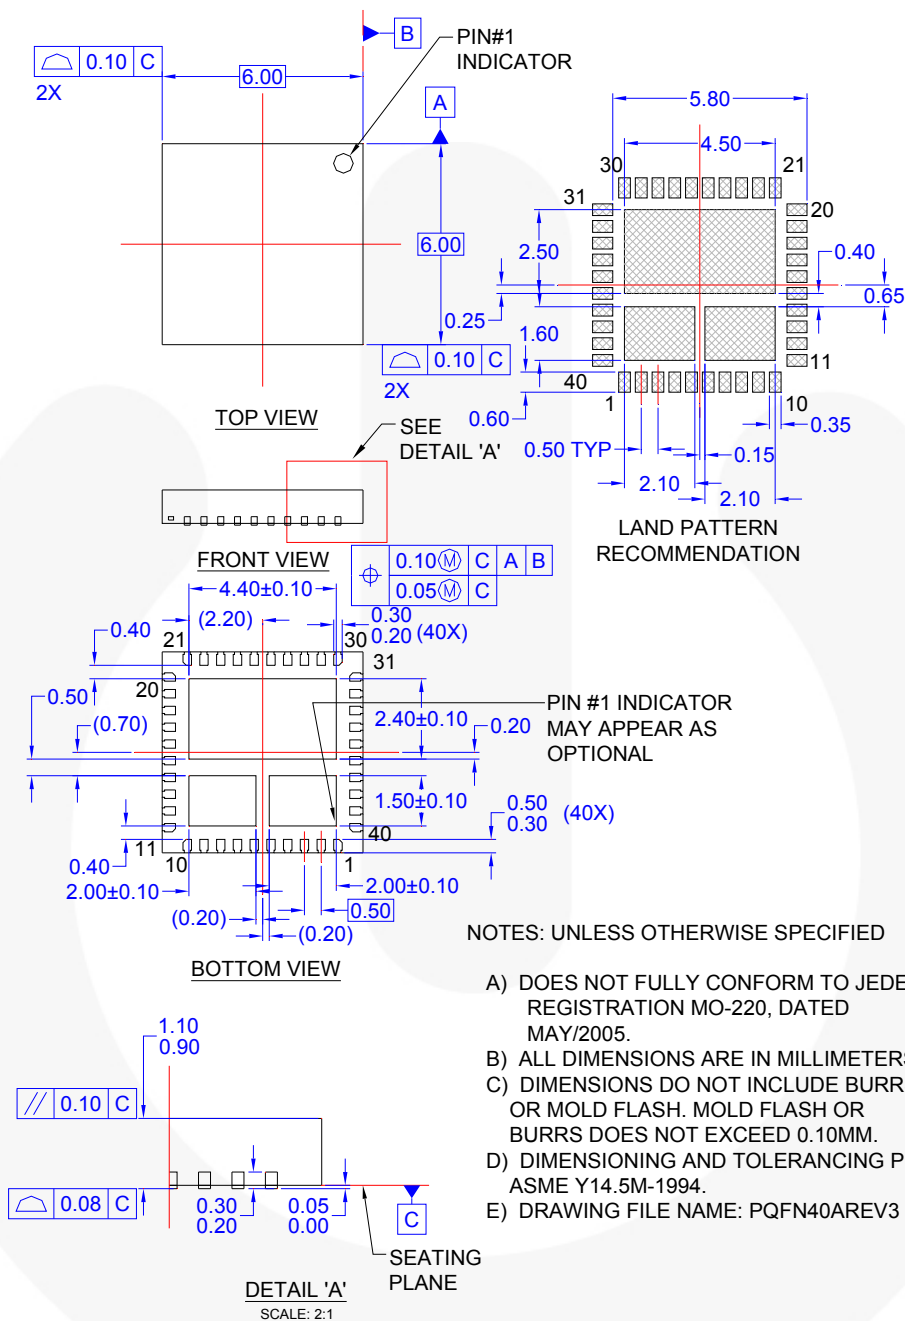 B
PIN#1
INDICATOR
0.10 C
2X
6.00
A
6.00
0.10 C
2X
TOP VIEW
5.80
4.50
30
21
31
20
2.50
0.40
0.65
0.25
1.60
40
11
1
10
0.60
0.35
0.50 TYP
0.15
2.10
2.10
LAND PATTERN
RECOMMENDATION
SEE
DETAIL 'A'
FRONT VIEW
0.10Ⓜ C A B
0.05Ⓜ C
4.40±0.10
(2.20)
0.30
0.20 (40X)
0.40
21
30
31
20
0.50
(0.70)
2.40±0.10
0.20
PIN #1 INDICATOR
MAY APPEAR AS
OPTIONAL
1.50±0.10
0.50
0.30 (40X)
40
11
10
1
0.40
2.00±0.10
2.00±0.10
(0.20)
0.50
(0.20)
BOTTOM VIEW
NOTES: UNLESS OTHERWISE SPECIFIED
A) DOES NOT FULLY CONFORM TO JEDE
REGISTRATION MO-220, DATED
MAY/2005.
B) ALL DIMENSIONS ARE IN MILLIMETERS
C) DIMENSIONS DO NOT INCLUDE BURR
OR MOLD FLASH. MOLD FLASH OR
BURRS DOES NOT EXCEED 0.10MM.
D) DIMENSIONING AND TOLERANCING P
ASME Y14.5M-1994.
E) DRAWING FILE NAME: PQFN40AREV3
1.10
0.90
// 0.10 C
0.08 C
0.30
0.20
0.05
0.00
C
SEATING
PLANE
DETAIL 'A'
SCALE: 2:1